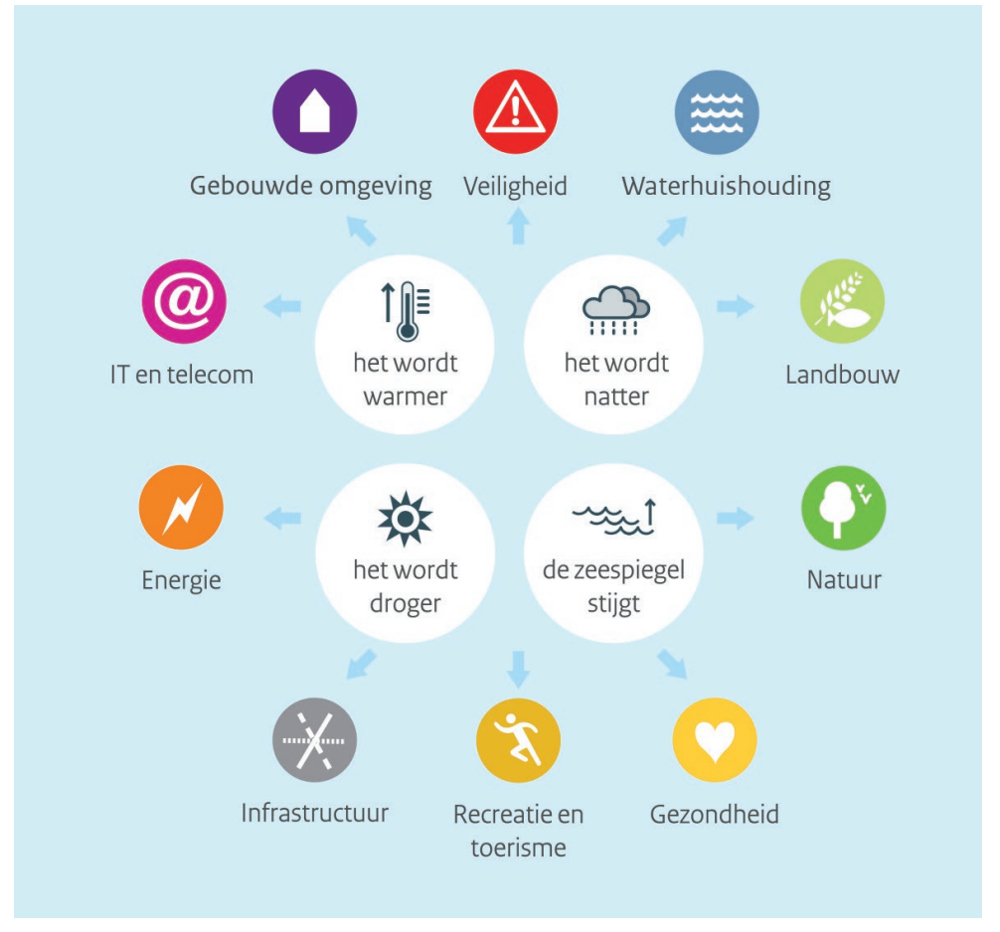 Gebouwde omgeving
Veiligheid
Waterhuishouding
IT en telecom
het wordt
warmer
het wordt
natter
Landbouw
Energie
het wordt
droger
de zeespiegel
stijgt
Natuur
Infrastructuur
Recreatie en
toerisme
Gezondheid